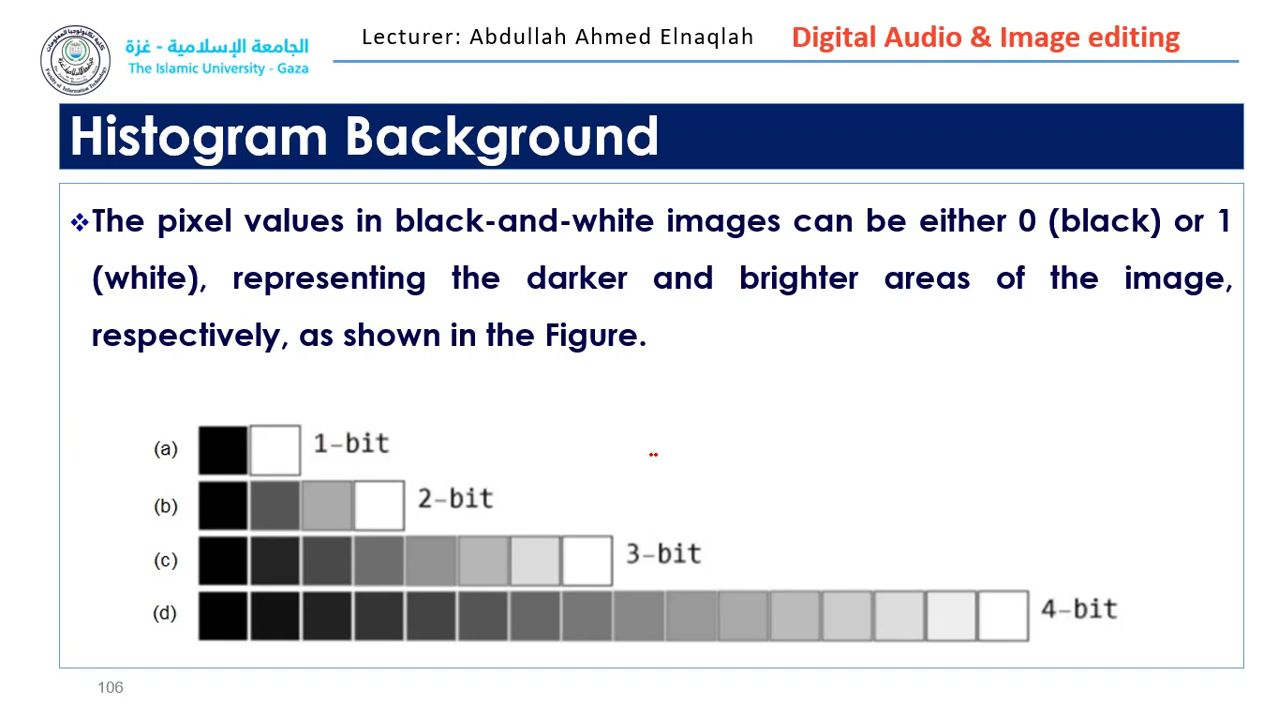 الجامعة الإسلامية - غزة
The Islamic University - Gaza
Lecturer: Abdullah Ahmed Elnaqlah
Digital Audio & Image editing
Histogram Background
❖The pixel values in black-and-white images can be either 0 (black) or 1
(white), representing the darker and brighter areas of the image,
respectively, as shown in the Figure.
(a) 1-bit
(b) 2-bit
(c) 3-bit
(d) 4-bit
106